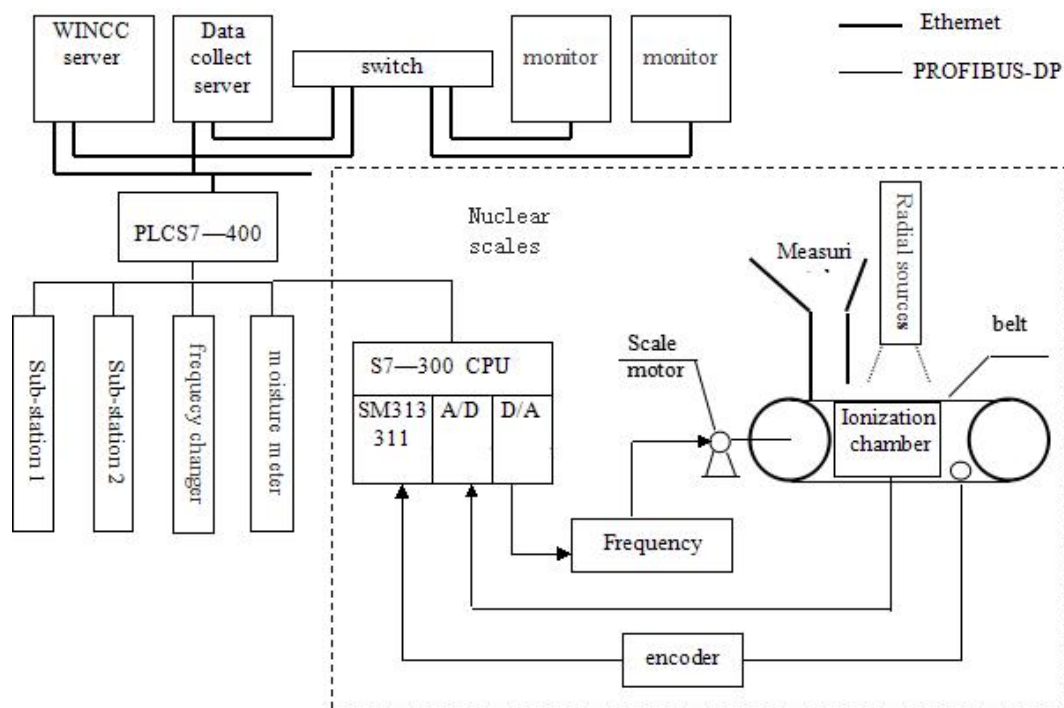 WINCC
server
Data
collect
server
switch
monitor
monitor
Ethemet
PROFIBUS-DP
PLCS7—400
Nuclear
scales
Measuri
Radial sources
belt
Scale
motor
Sub-station 1
Sub-station 2
frequecy changer
moisture meter
S7—300 CPU
SM313
311
A/D
D/A
Ionization
chamber
Frequency
encoder